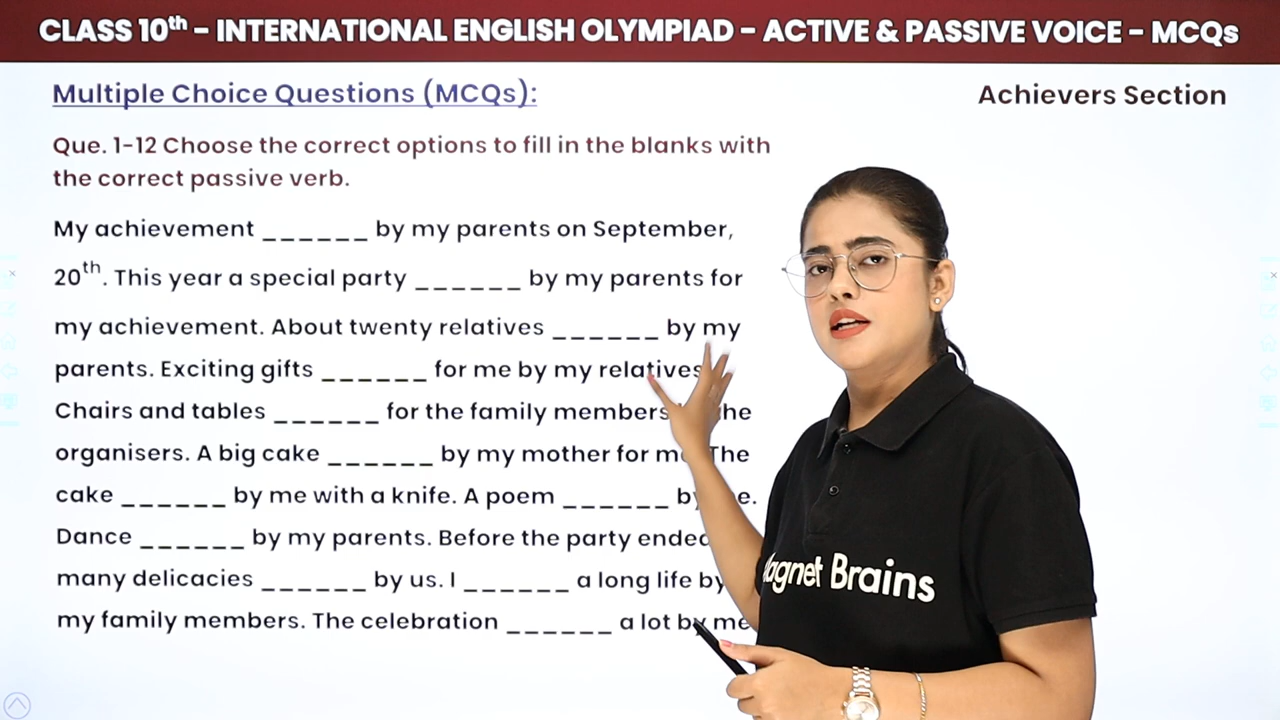 CLASS 10th – INTERNATIONAL ENGLISH OLYMPIAD – ACTIVE & PASSIVE VOICE – MCQs
Multiple Choice Questions (MCQs):
Achievers Section
Que. 1-12 Choose the correct options to fill in the blanks with
the correct passive verb.
My achievement ______ by my parents on September,
20th. This year a special party ______ by my parents for
my achievement. About twenty relatives ______ by my
parents. Exciting gifts ______ for me by my relatives
Chairs and tables ______ for the family members the
organisers. A big cake ______ by my mother for The
cake ______ by me with a knife. A poem ______
Dance ______ by my parents. Before the party ended
many delicacies ______ by us. I ______ a long life by
my family members. The celebration ______ a lot by me
Magnet Brains